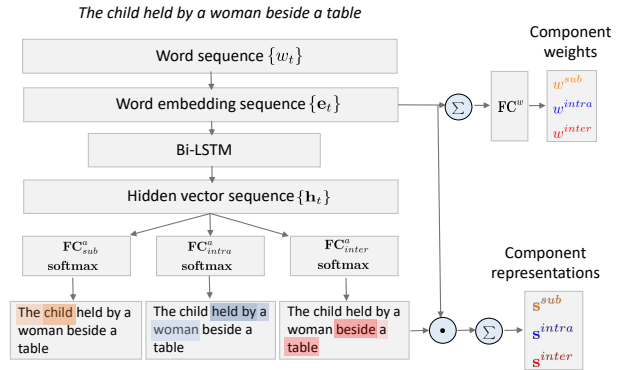 The child held by a woman beside a table
Word sequence {w_t}
Word embedding sequence {e_t}
Bi-LSTM
Hidden vector sequence {h_t}
FC^a_sub
softmax
FC^a_intra
softmax
FC^a_inter
softmax
The child held by a
woman beside a
table
The child held by a
woman beside a
table
The child held by a
woman beside a
table
Σ
FC^w
Component
weights
w^sub
w^intra
w^inter
Σ
Component
representations
s^sub
s^intra
s^inter